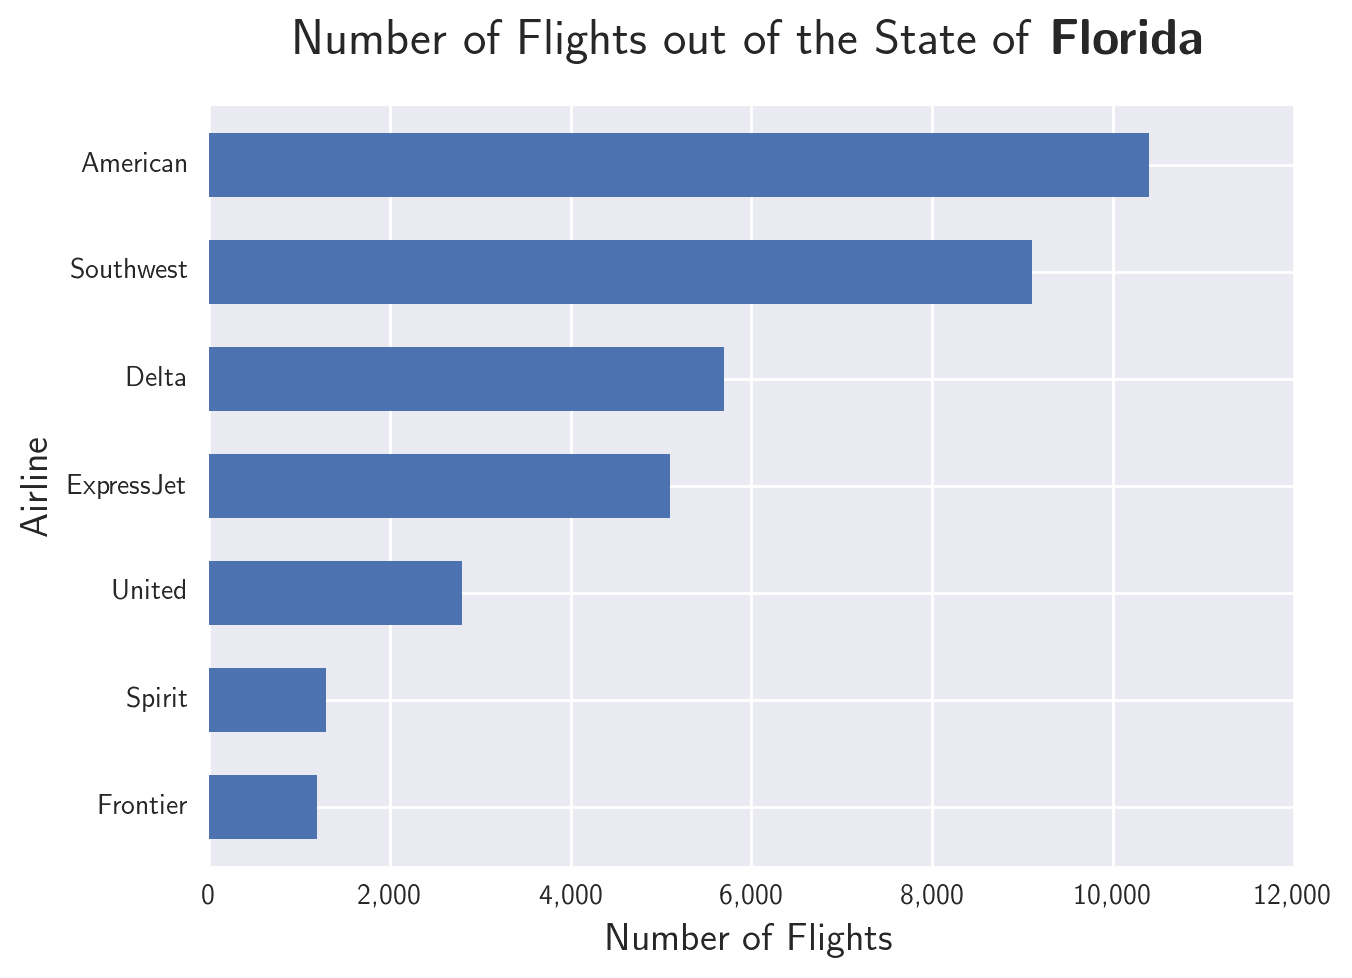 Number of Flights out of the State of Florida
American
Southwest
Delta
ExpressJet
United
Spirit
Frontier
Airline
0 2,000 4,000 6,000 8,000 10,000 12,000
Number of Flights